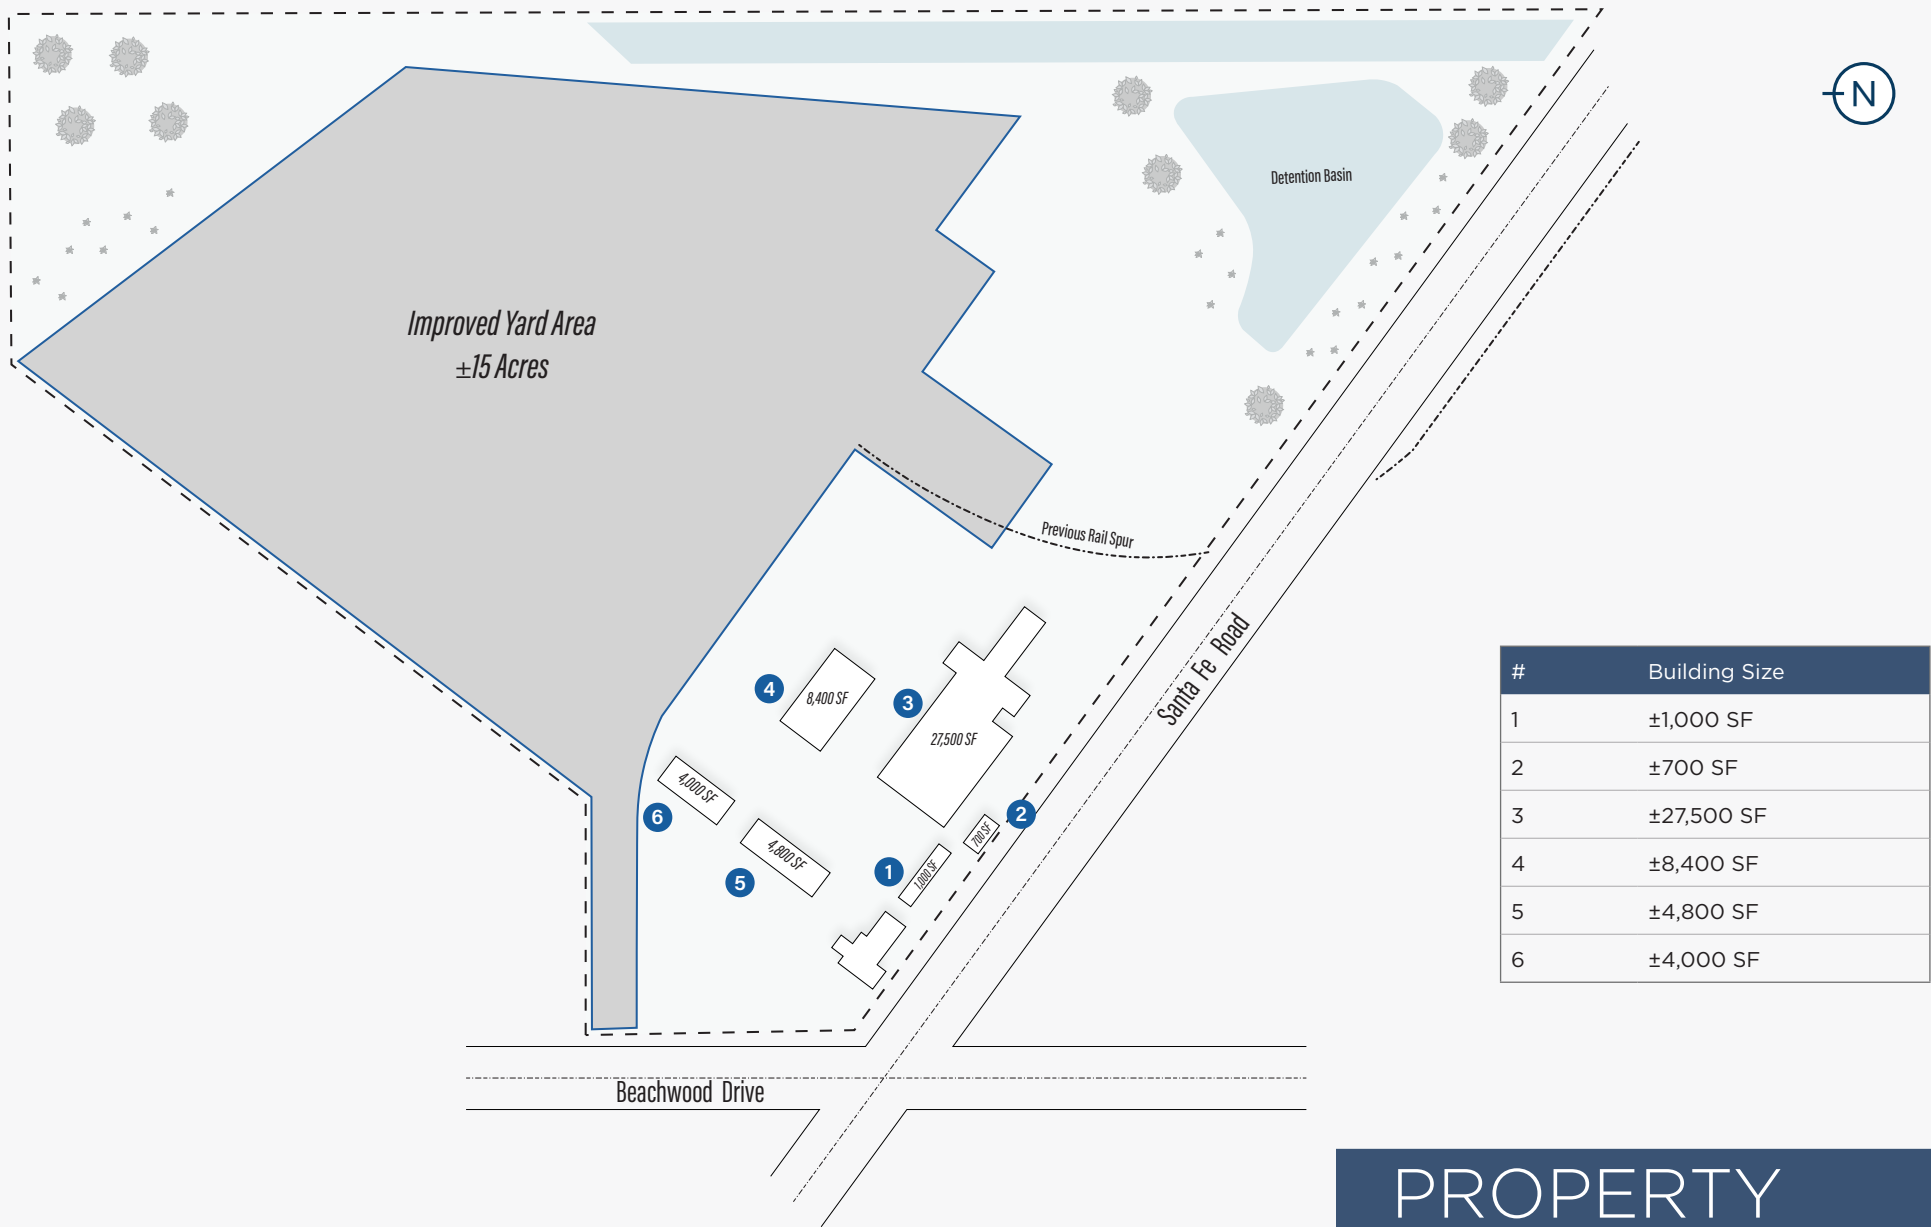 N
Detention Basin
Improved Yard Area
±15 Acres
Previous Rail Spur
Santa Fe Road
4
8,400 SF
3
27,500 SF
4,000 SF
6
4,800 SF
5
2
700 SF
1
1,000 SF
Beachwood Drive
# Building Size
1 ±1,000 SF
2 ±700 SF
3 ±27,500 SF
4 ±8,400 SF
5 ±4,800 SF
6 ±4,000 SF
PROPERTY